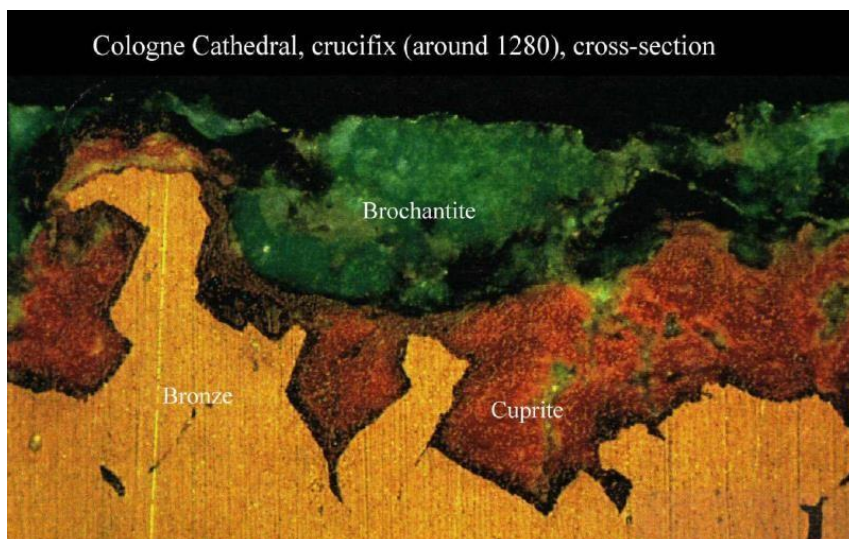 Cologne Cathedral, crucifix (around 1280), cross-section
Brochantite
Bronze
Cuprite